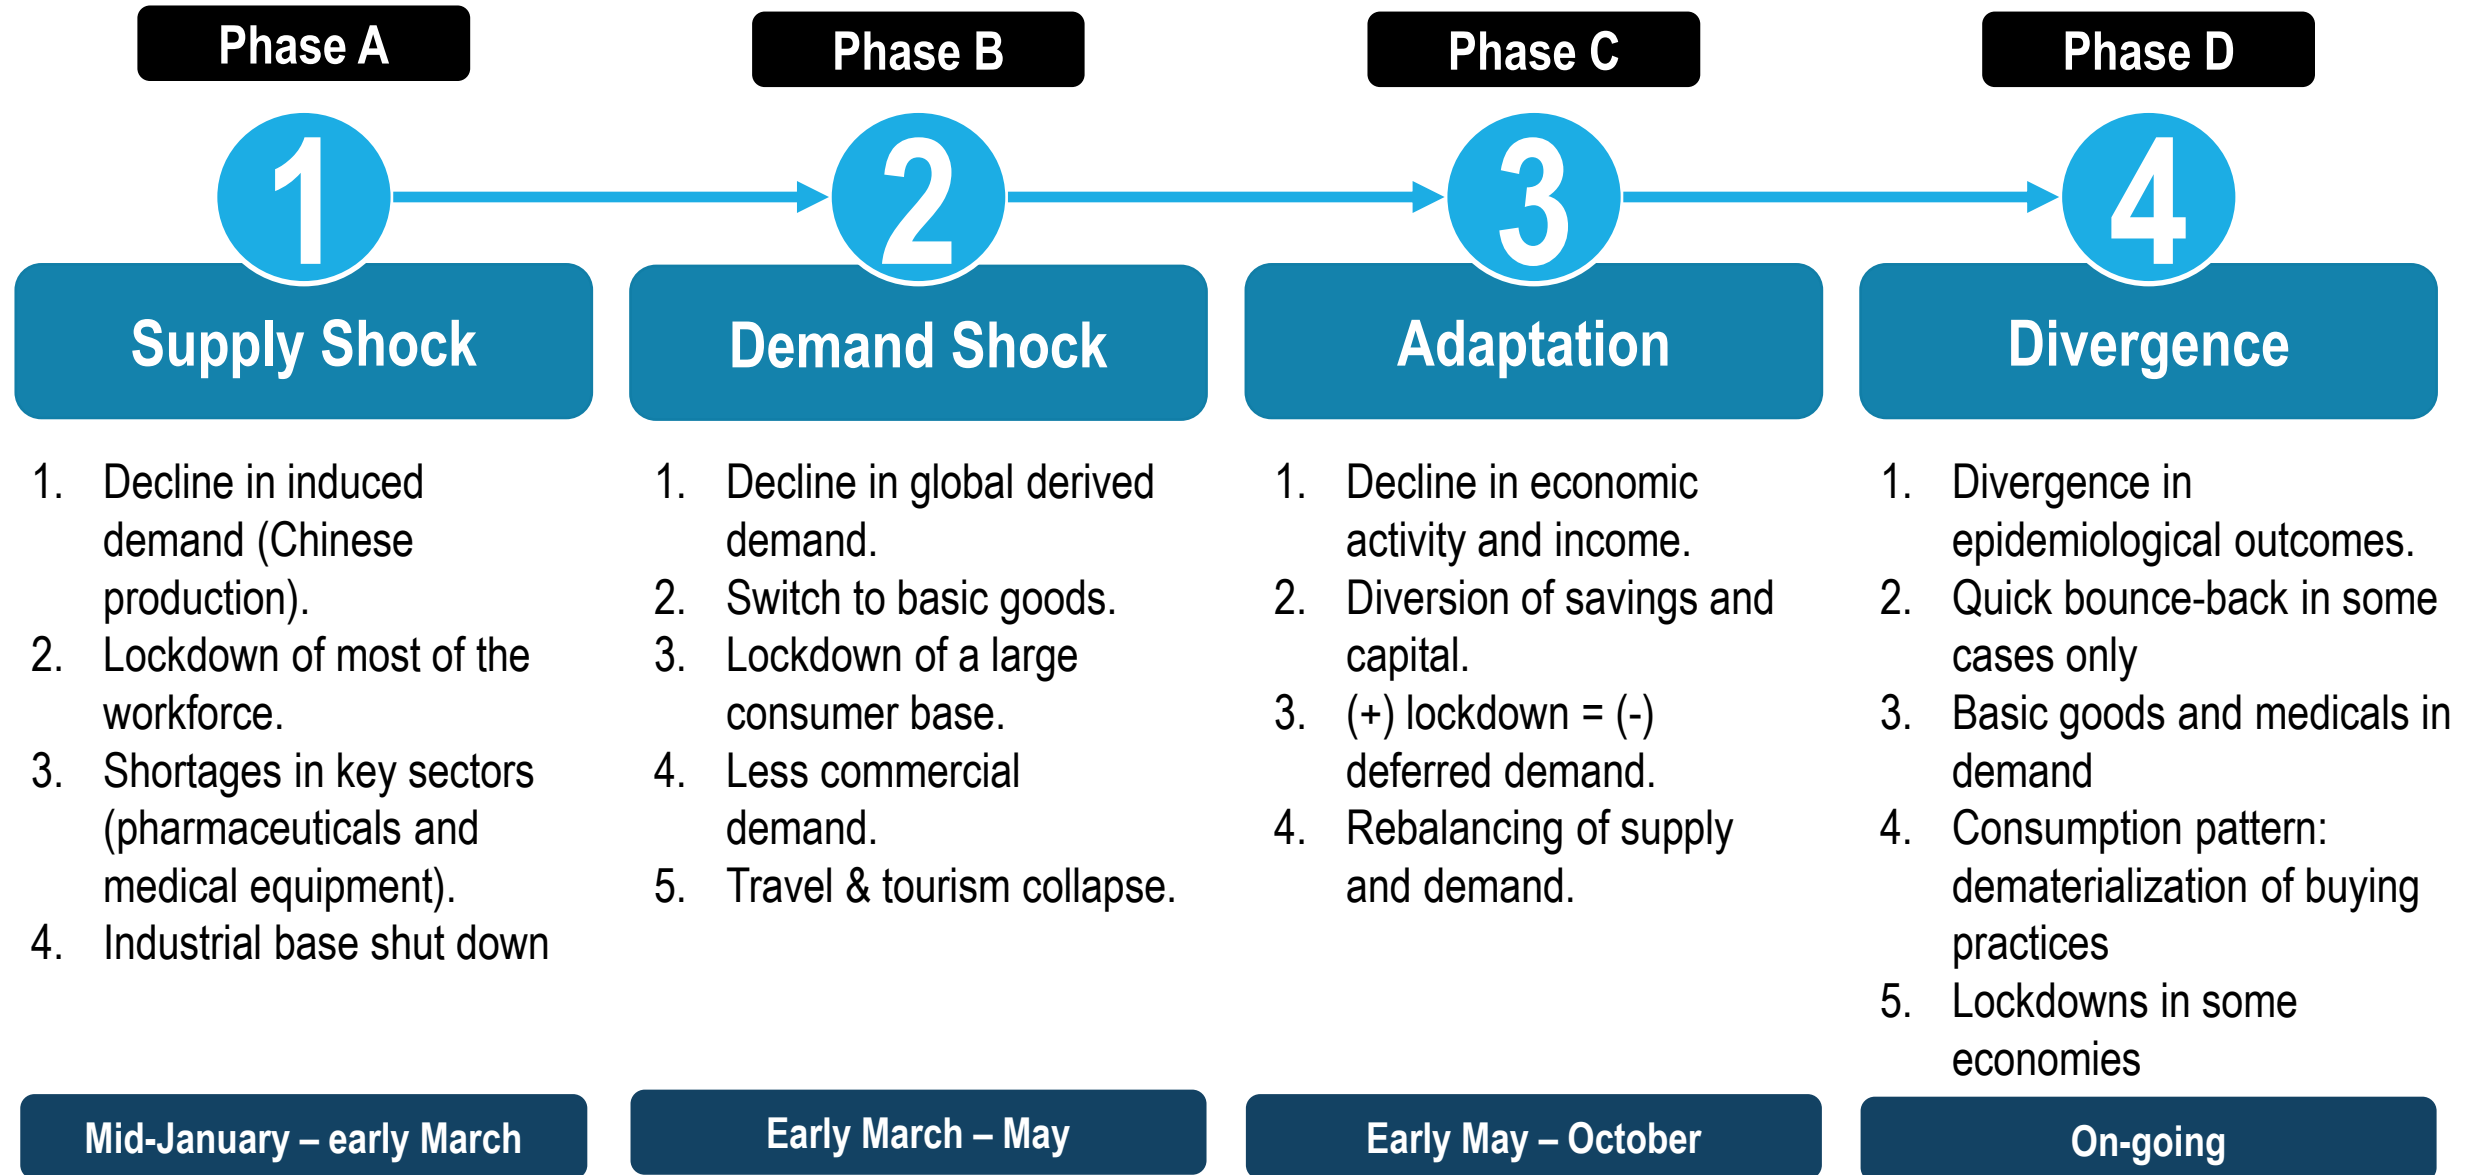 Phase A
1
Supply Shock
1. Decline in induced
demand (Chinese
production).
2. Lockdown of most of the
workforce.
3. Shortages in key sectors
(pharmaceuticals and
medical equipment).
4. Industrial base shut down
Mid-January – early March
Phase B
2
Demand Shock
1. Decline in global derived
demand.
2. Switch to basic goods.
3. Lockdown of a large
consumer base.
4. Less commercial
demand.
5. Travel & tourism collapse.
Early March – May
Phase C
3
Adaptation
1. Decline in economic
activity and income.
2. Diversion of savings and
capital.
3. (+) lockdown = (-)
deferred demand.
4. Rebalancing of supply
and demand.
Early May – October
Phase D
4
Divergence
1. Divergence in
epidemiological outcomes.
2. Quick bounce-back in some
cases only
3. Basic goods and medicals in
demand
4. Consumption pattern:
dematerialization of buying
practices
5. Lockdowns in some
economies
On-going